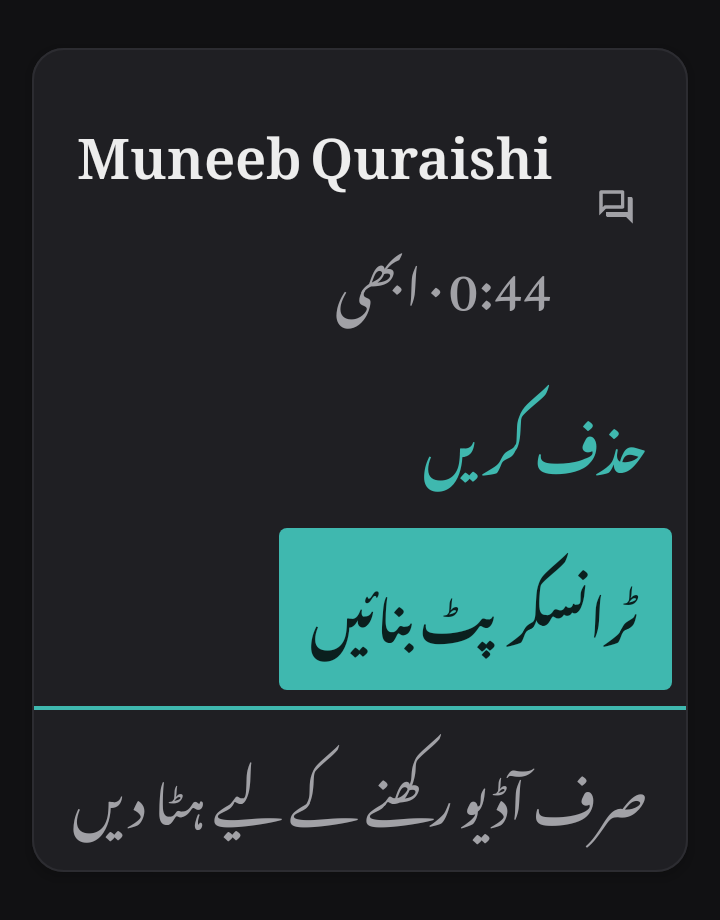 Muneeb Quraishi
0:44 · ابھی
حذف کریں
ٹرانسکرپٹ بنائیں
صرف آڈیو رکھنے کے لیے ہٹا دیں